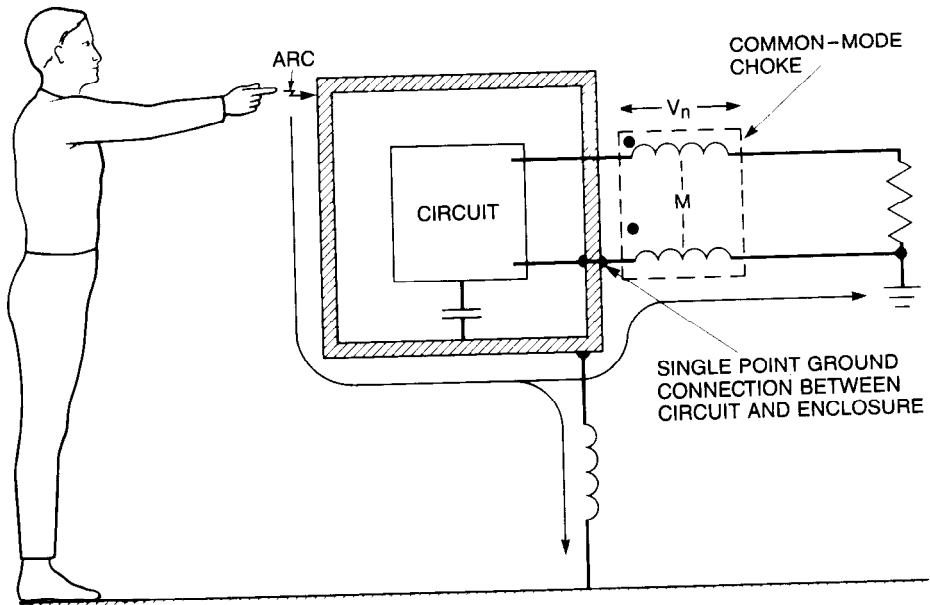 ARC
COMMON-MODE
CHOKE
Vn
M
CIRCUIT
SINGLE POINT GROUND
CONNECTION BETWEEN
CIRCUIT AND ENCLOSURE